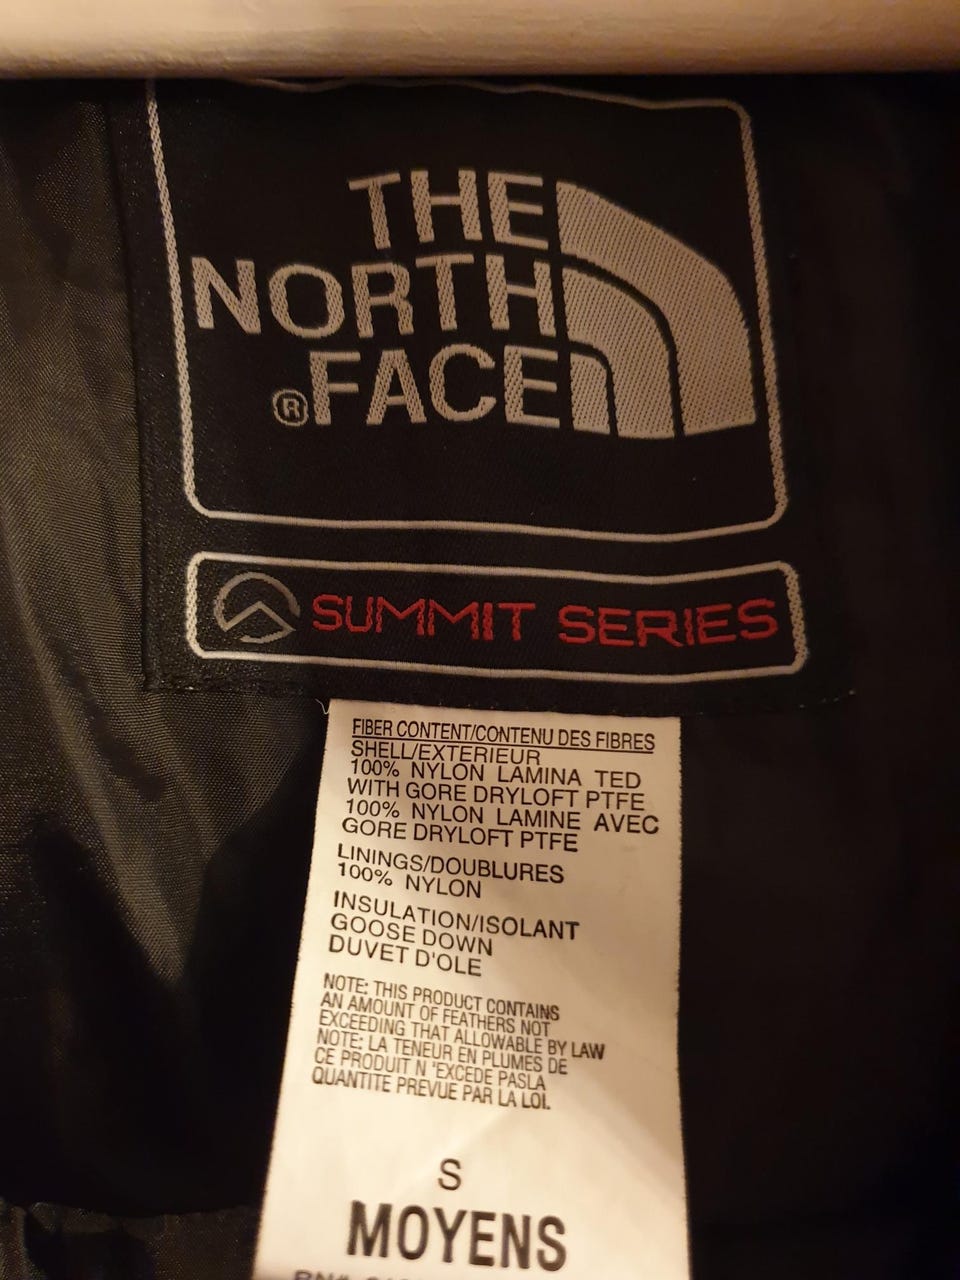 THE
NORTH
®FACE
SUMMIT SERIES
FIBER CONTENT/CONTENU DES FIBRES
SHELL/EXTERIEUR
100% NYLON LAMINA TED
WITH GORE DRYLOFT PTFE
100% NYLON LAMINE AVEC
GORE DRYLOFT PTFE
LININGS/DOUBLURES
100% NYLON
INSULATION/ISOLANT
GOOSE DOWN
DUVET D'OLE
NOTE: THIS PRODUCT CONTAINS
AN AMOUNT OF FEATHERS NOT
EXCEEDING THAT ALLOWABLE BY LAW
NOTE: LA TENEUR EN PLUMES DE
CE PRODUIT N 'EXCEDE PASLA
QUANTITE PREVUE PAR LA LOI.
S
MOYENS